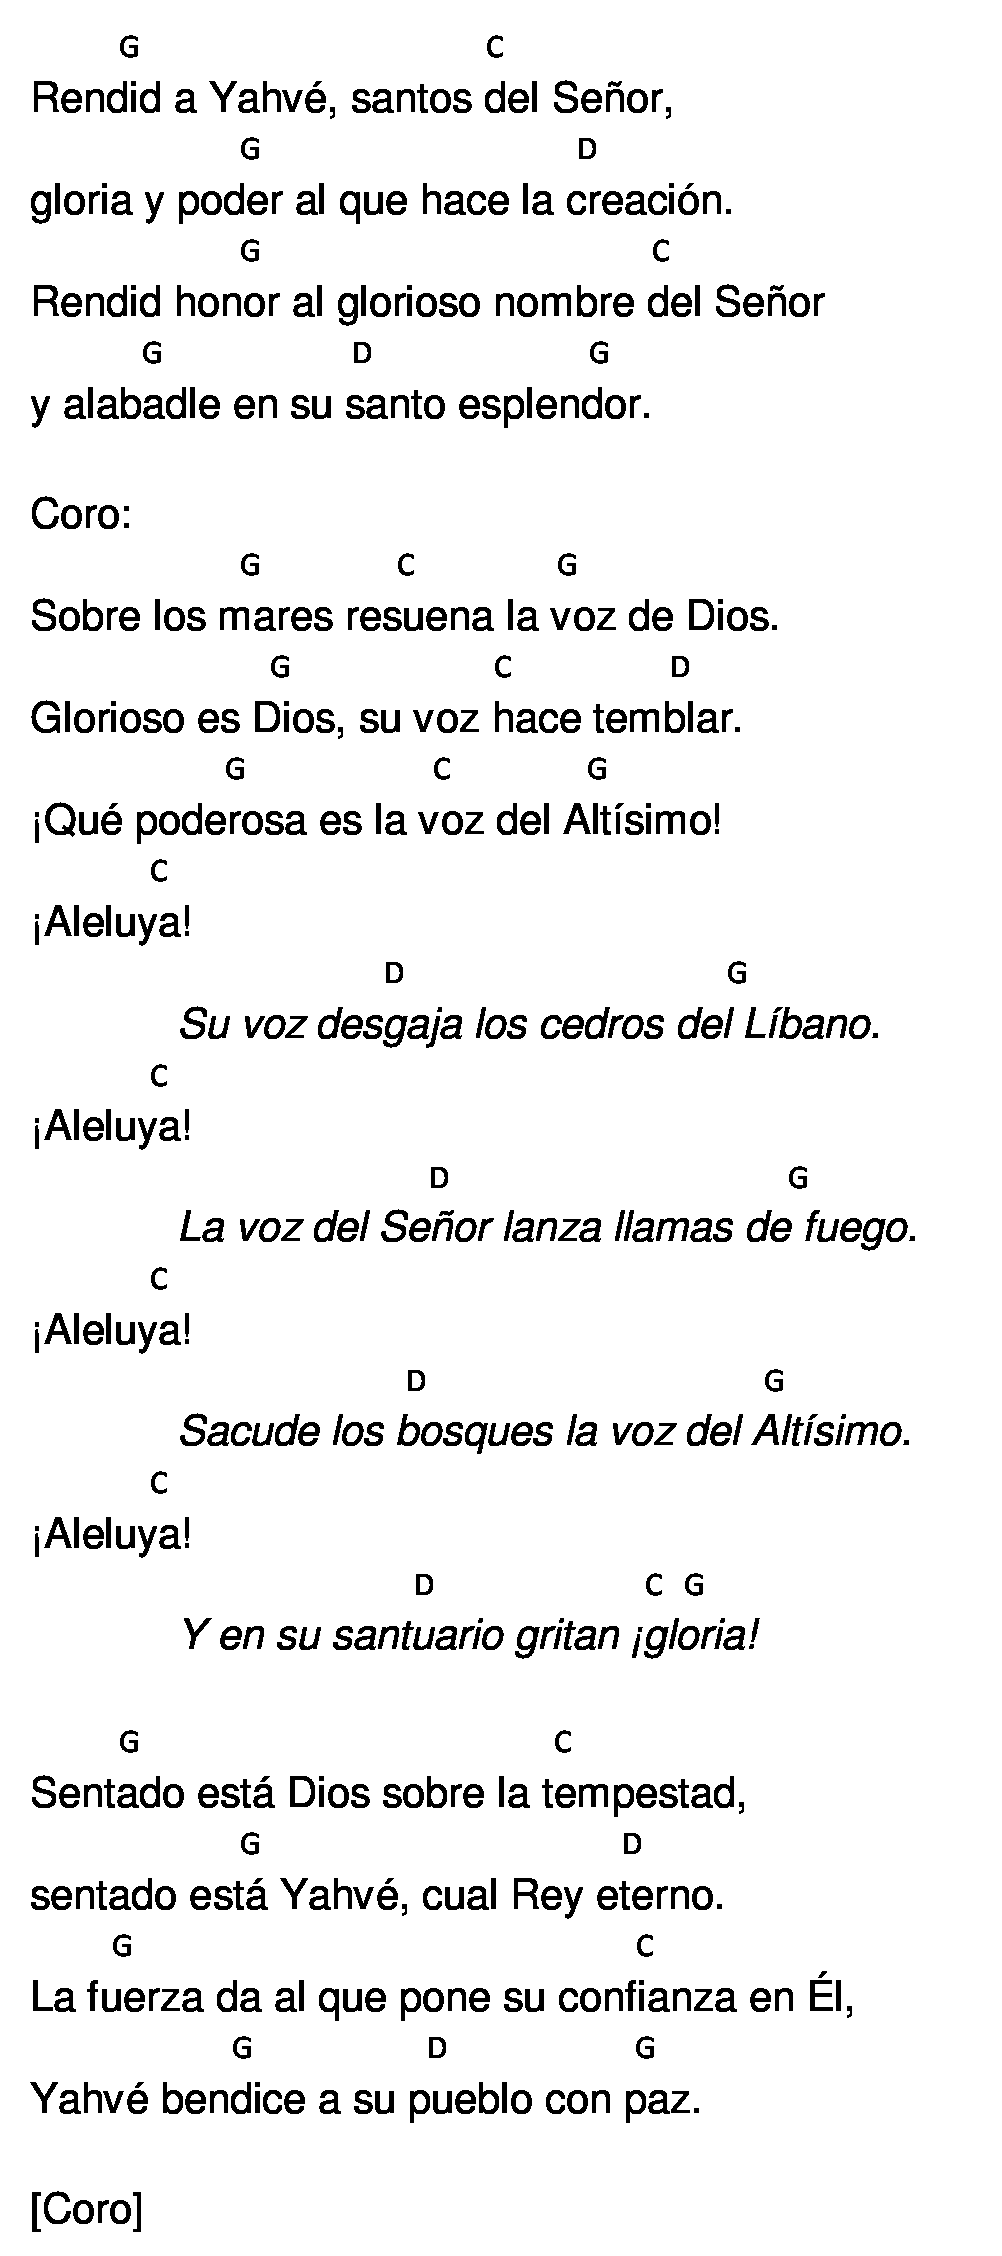 G C
Rendid a Yahvé, santos del Señor,
G D
gloria y poder al que hace la creación.
G C
Rendid honor al glorioso nombre del Señor
G D G
y alabadle en su santo esplendor.
Coro:
G C G
Sobre los mares resuena la voz de Dios.
G C D
Glorioso es Dios, su voz hace temblar.
G C G
¡Qué poderosa es la voz del Altísimo!
C
¡Aleluya!
D G
Su voz desgaja los cedros del Líbano.
C
¡Aleluya!
D G
La voz del Señor lanza llamas de fuego.
C
¡Aleluya!
D G
Sacude los bosques la voz del Altísimo.
C
¡Aleluya!
D C G
Y en su santuario gritan ¡gloria!
G C
Sentado está Dios sobre la tempestad,
G D
sentado está Yahvé, cual Rey eterno.
G C
La fuerza da al que pone su confianza en Él,
G D G
Yahvé bendice a su pueblo con paz.
[Coro]